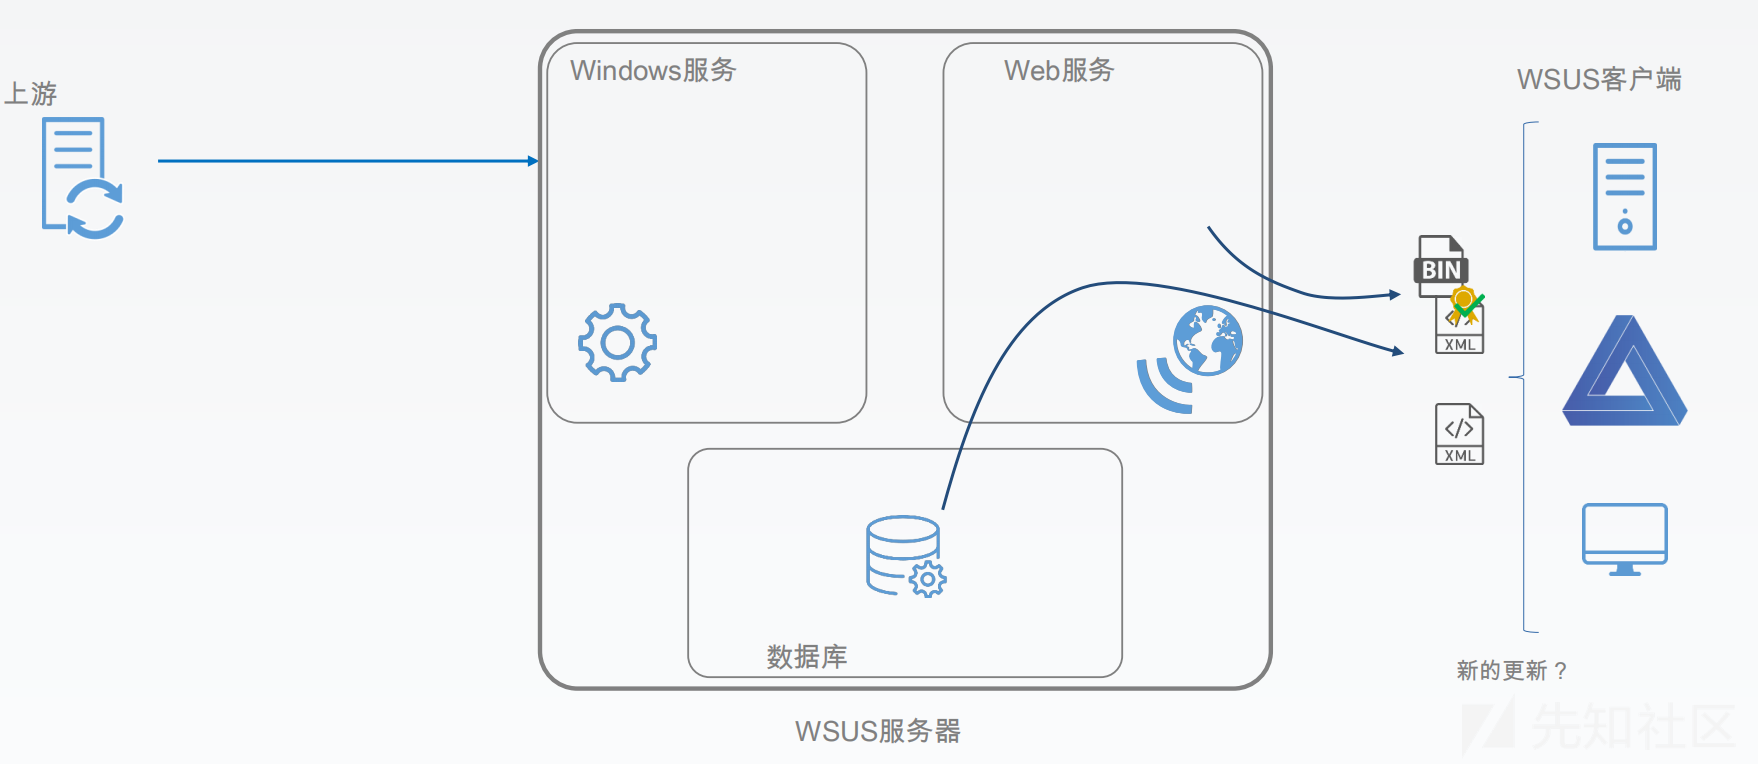 上游
Windows服务
Web服务
WSUS客户端
BIN
</>
XML
</>
XML
数据库
新的更新？
WSUS服务器
先知社区